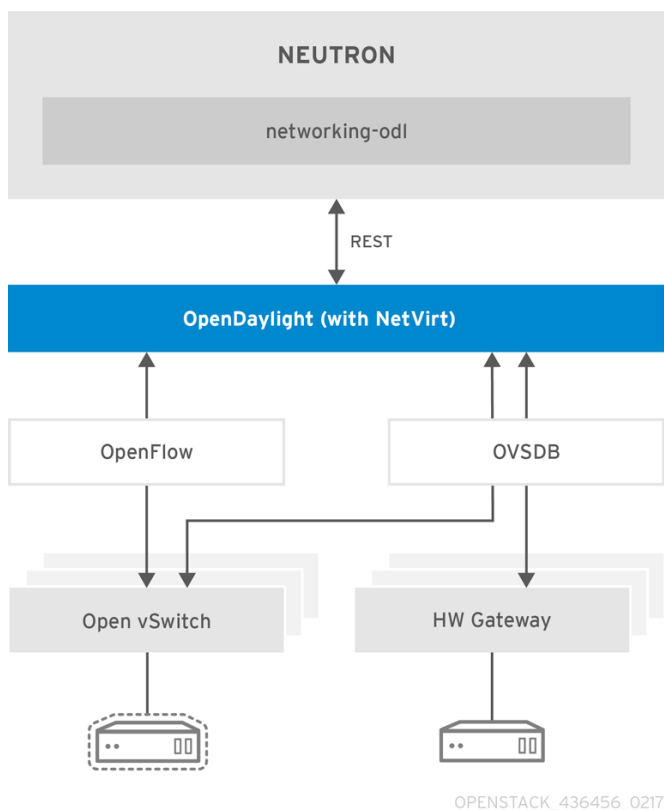 NEUTRON
networking-odl
REST
OpenDaylight (with NetVirt)
OpenFlow
OVSDB
Open vSwitch
HW Gateway
OPENSTACK_436456_0217